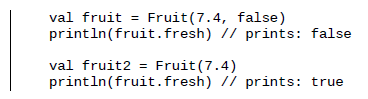 val fruit = Fruit(7.4, false)
println(fruit.fresh) // prints: false
val fruit2 = Fruit(7.4)
println(fruit.fresh) // prints: true